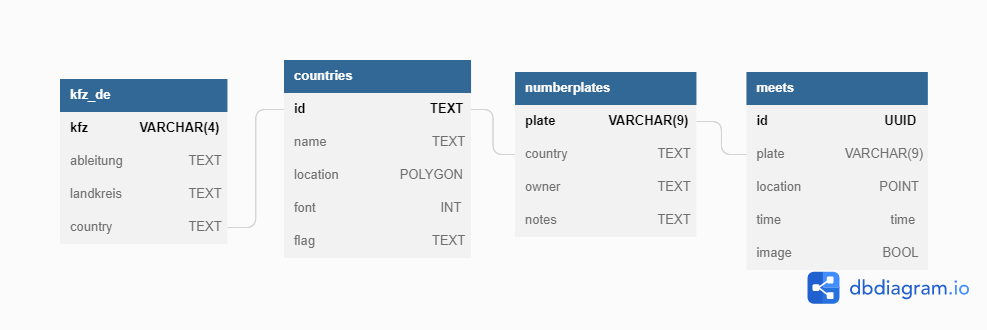 kfz_de
kfz VARCHAR(4)
ableitung TEXT
landkreis TEXT
country TEXT
countries
id TEXT
name TEXT
location POLYGON
font INT
flag TEXT
numberplates
plate VARCHAR(9)
country TEXT
owner TEXT
notes TEXT
meets
id UUID
plate VARCHAR(9)
location POINT
time time
image BOOL
dbdiagram.io